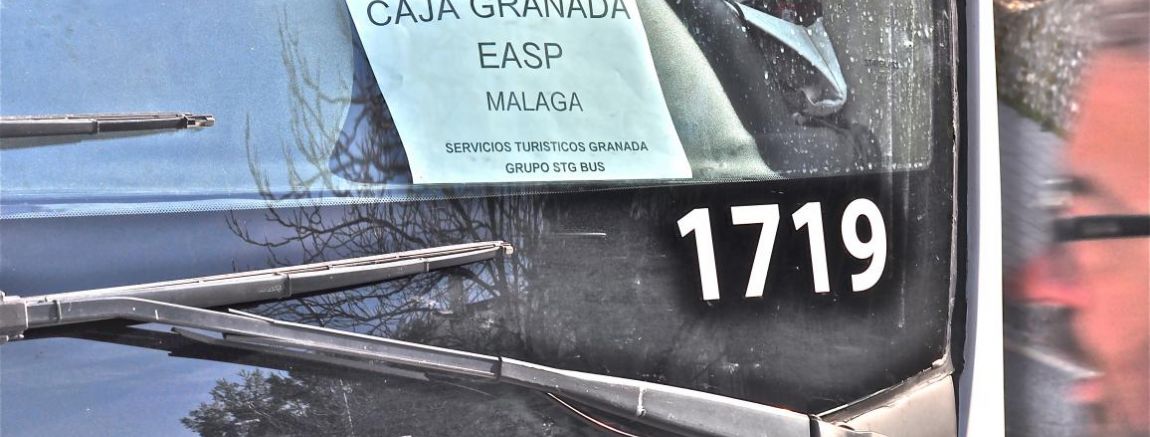 CAJA GRANADA
EASP
MALAGA
SERVICIOS TURISTICOS GRANADA
GRUPO STG BUS
1719